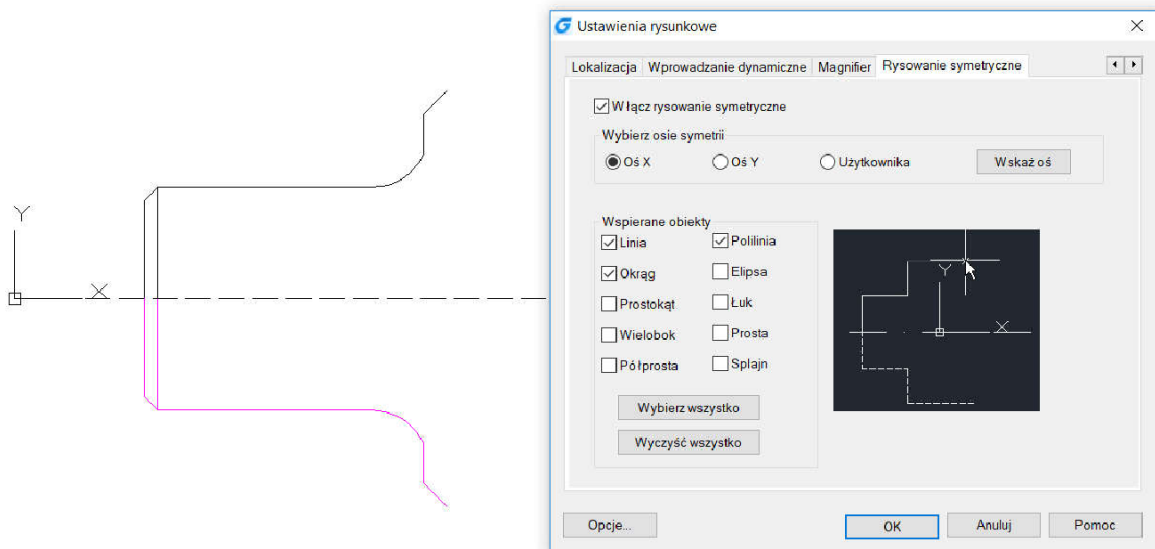 Ustawienia rysunkowe
Lokalizacja Wprowadzanie dynamiczne Magnifier Rysowanie symetryczne
Włącz rysowanie symetryczne
Wybierz osie symetrii
Oś X Oś Y Użytkownika Wskaż oś
Wspierane obiekty
Linia Polilinia
Okrąg Elipsa
Prostokąt Łuk
Wielobok Prosta
Półprosta Splajn
Wybierz wszystko
Wyczyść wszystko
Y
X
Y
X
Opcje... OK Anuluj Pomoc